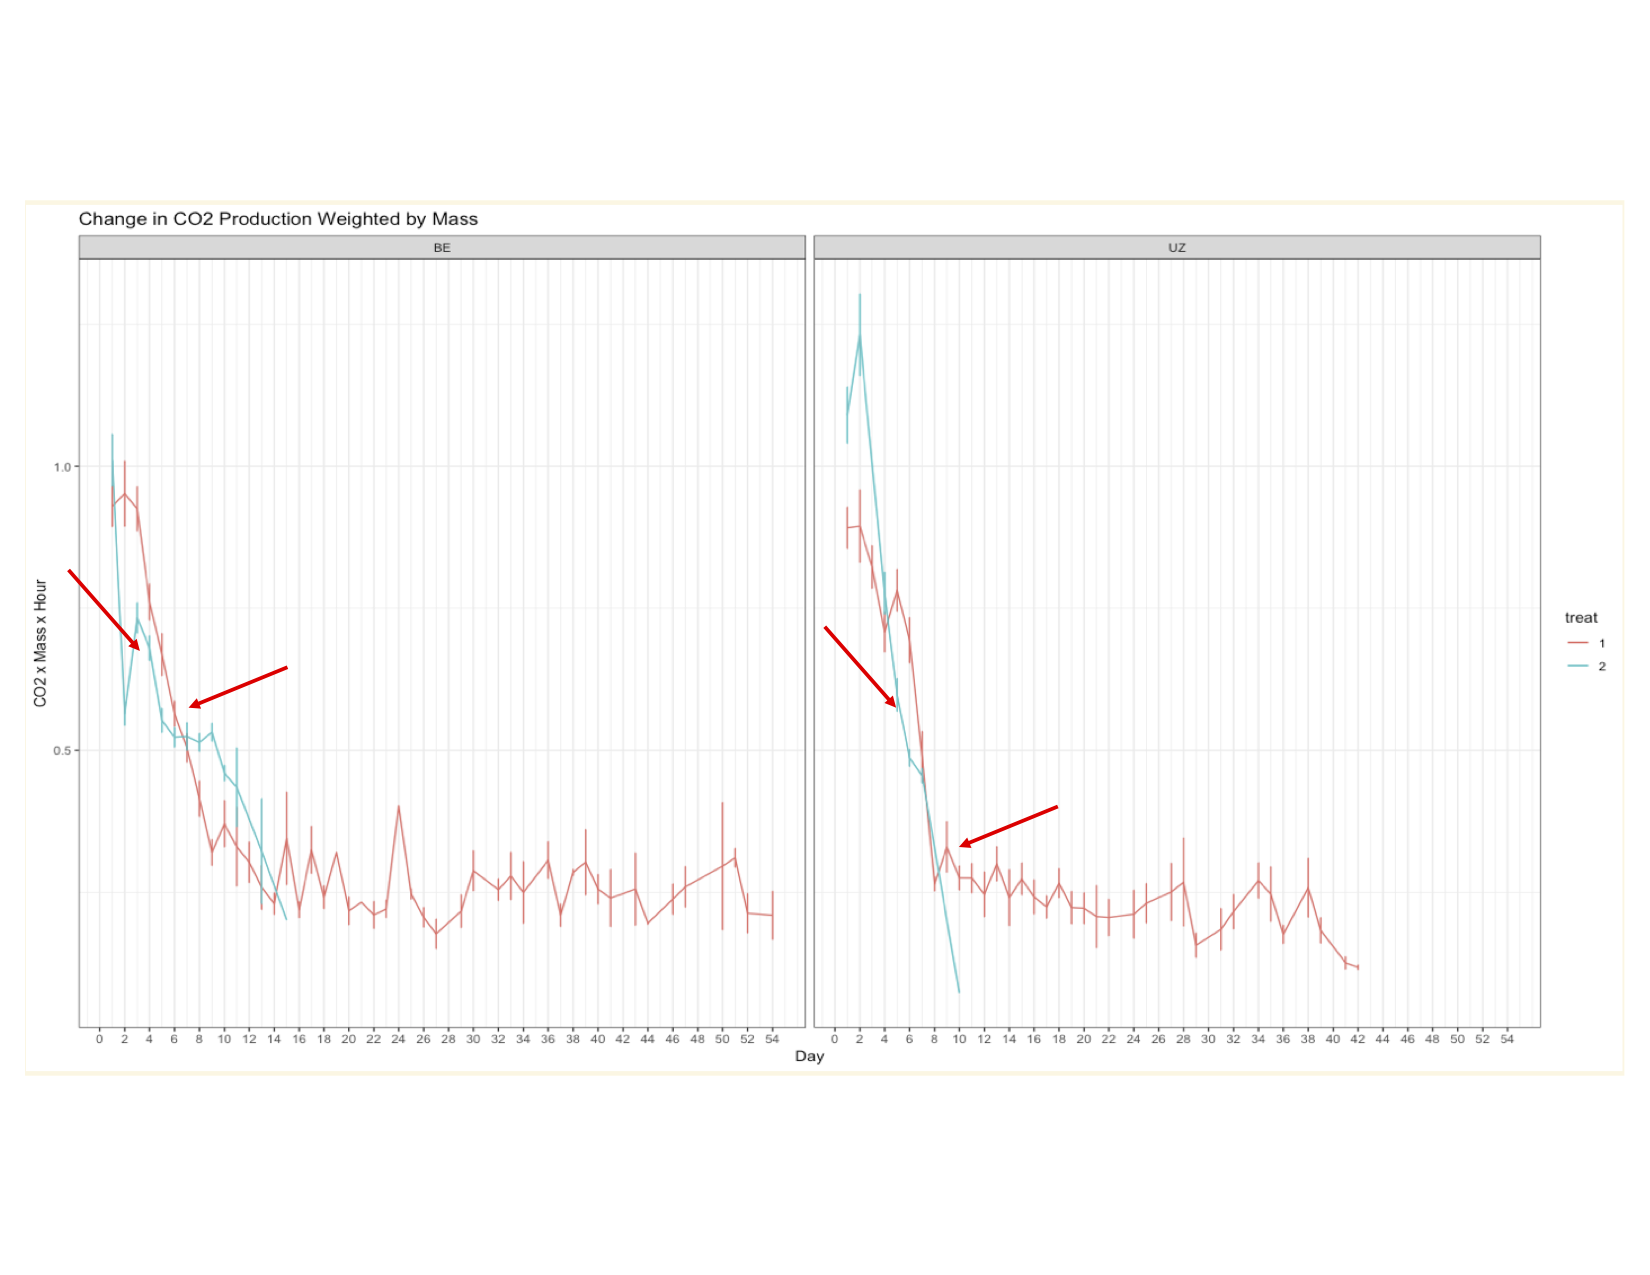 Change in CO2 Production Weighted by Mass
BE
UZ
CO2 x Mass x Hour
1.0
0.5
0 2 4 6 8 10 12 14 16 18 20 22 24 26 28 30 32 34 36 38 40 42 44 46 48 50 52 54
0 2 4 6 8 10 12 14 16 18 20 22 24 26 28 30 32 34 36 38 40 42 44 46 48 50 52 54
Day
treat
1
2